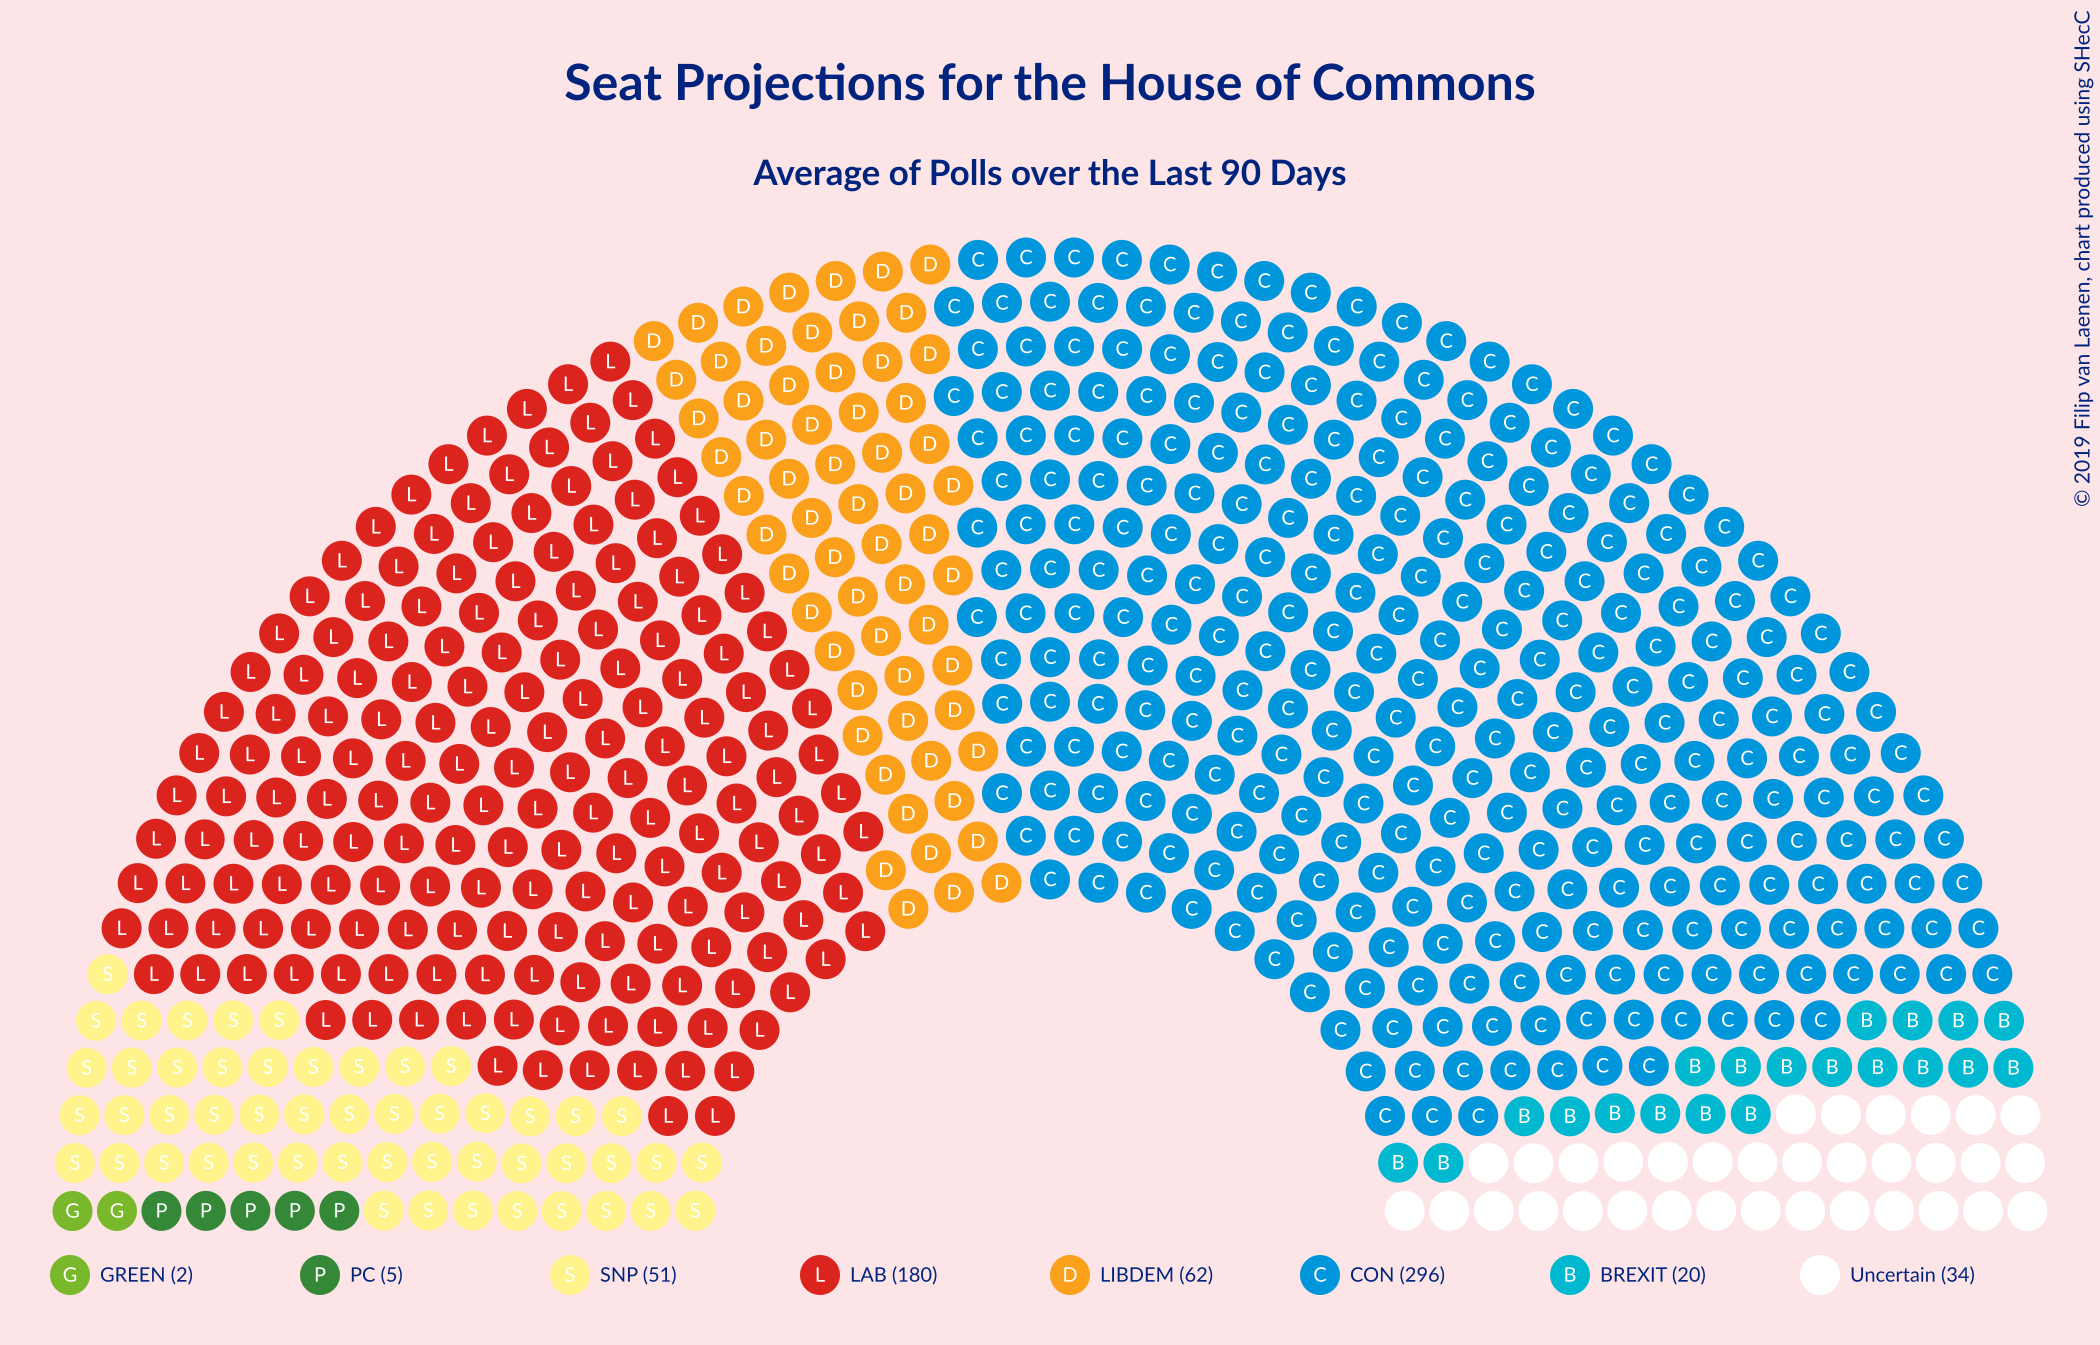 Seat Projections for the House of Commons
Average of Polls over the Last 90 Days
© 2019 Filip van Laenen, chart produced using SHecC
G GREEN (2)
P PC (5)
S SNP (51)
L LAB (180)
D LIBDEM (62)
C CON (296)
B BREXIT (20)
Uncertain (34)